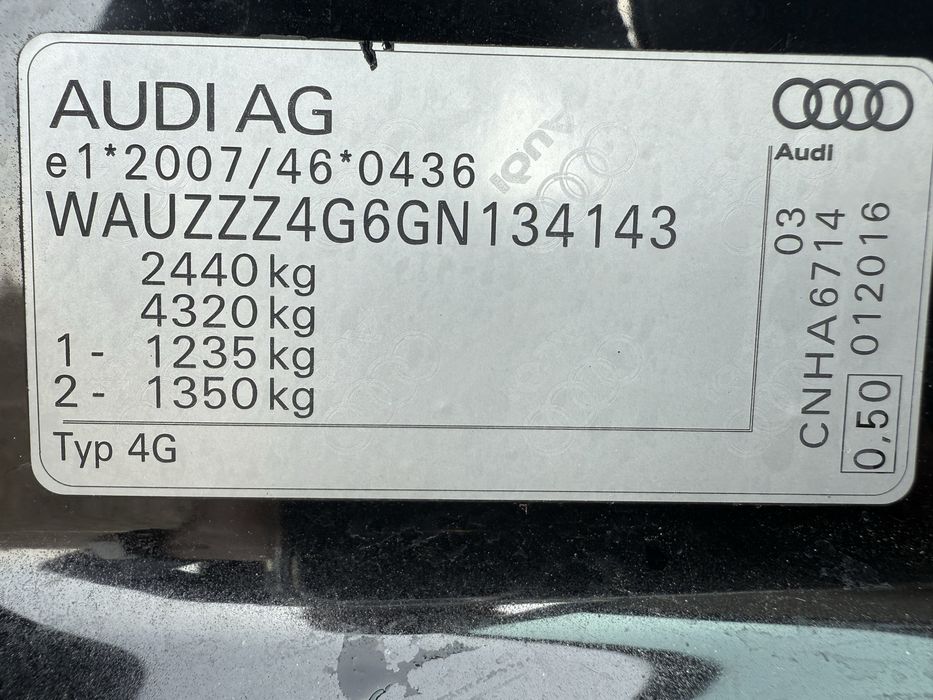 AUDI AG
e1*2007/46*0436
WAUZZZ4G6GN134143
2440 kg
4320 kg
1 - 1235 kg
2 - 1350 kg
Typ 4G
Audi
03
CNHA6714
0,50 012016
AUDI